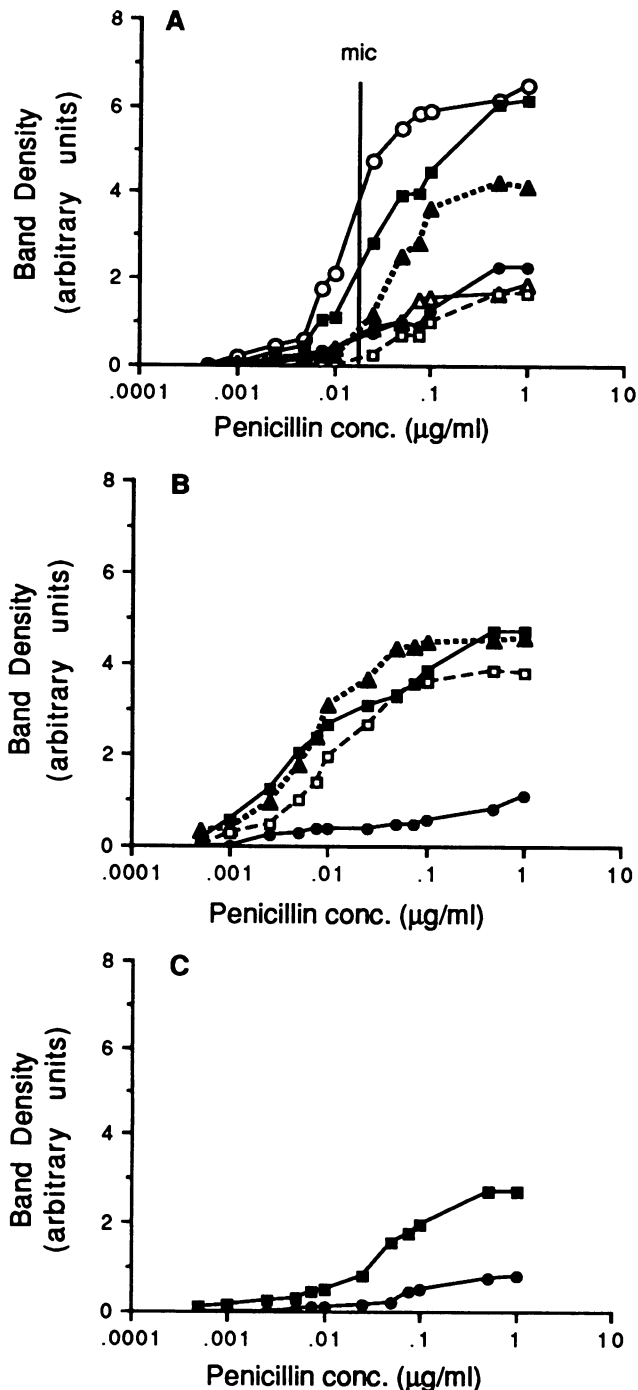 A
mic
8
6
4
2
0
Band Density
(arbitrary units)
.0001 .001 .01 .1 1 10
Penicillin conc. (µg/ml)
B
8
6
4
2
0
Band Density
(arbitrary units)
.0001 .001 .01 .1 1 10
Penicillin conc. (µg/ml)
C
8
6
4
2
0
Band Density
(arbitrary units)
.0001 .001 .01 .1 1 10
Penicillin conc. (µg/ml)